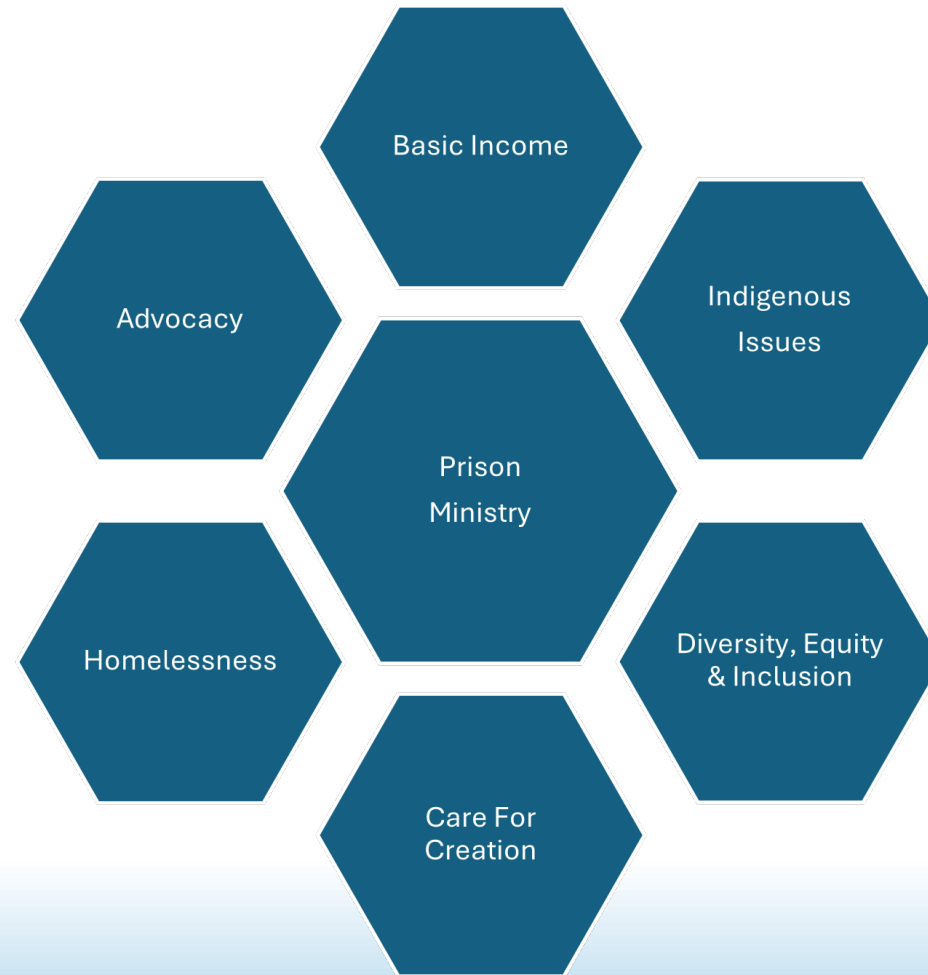 Basic Income
Advocacy
Indigenous
Issues
Prison
Ministry
Homelessness
Diversity, Equity
& Inclusion
Care For
Creation